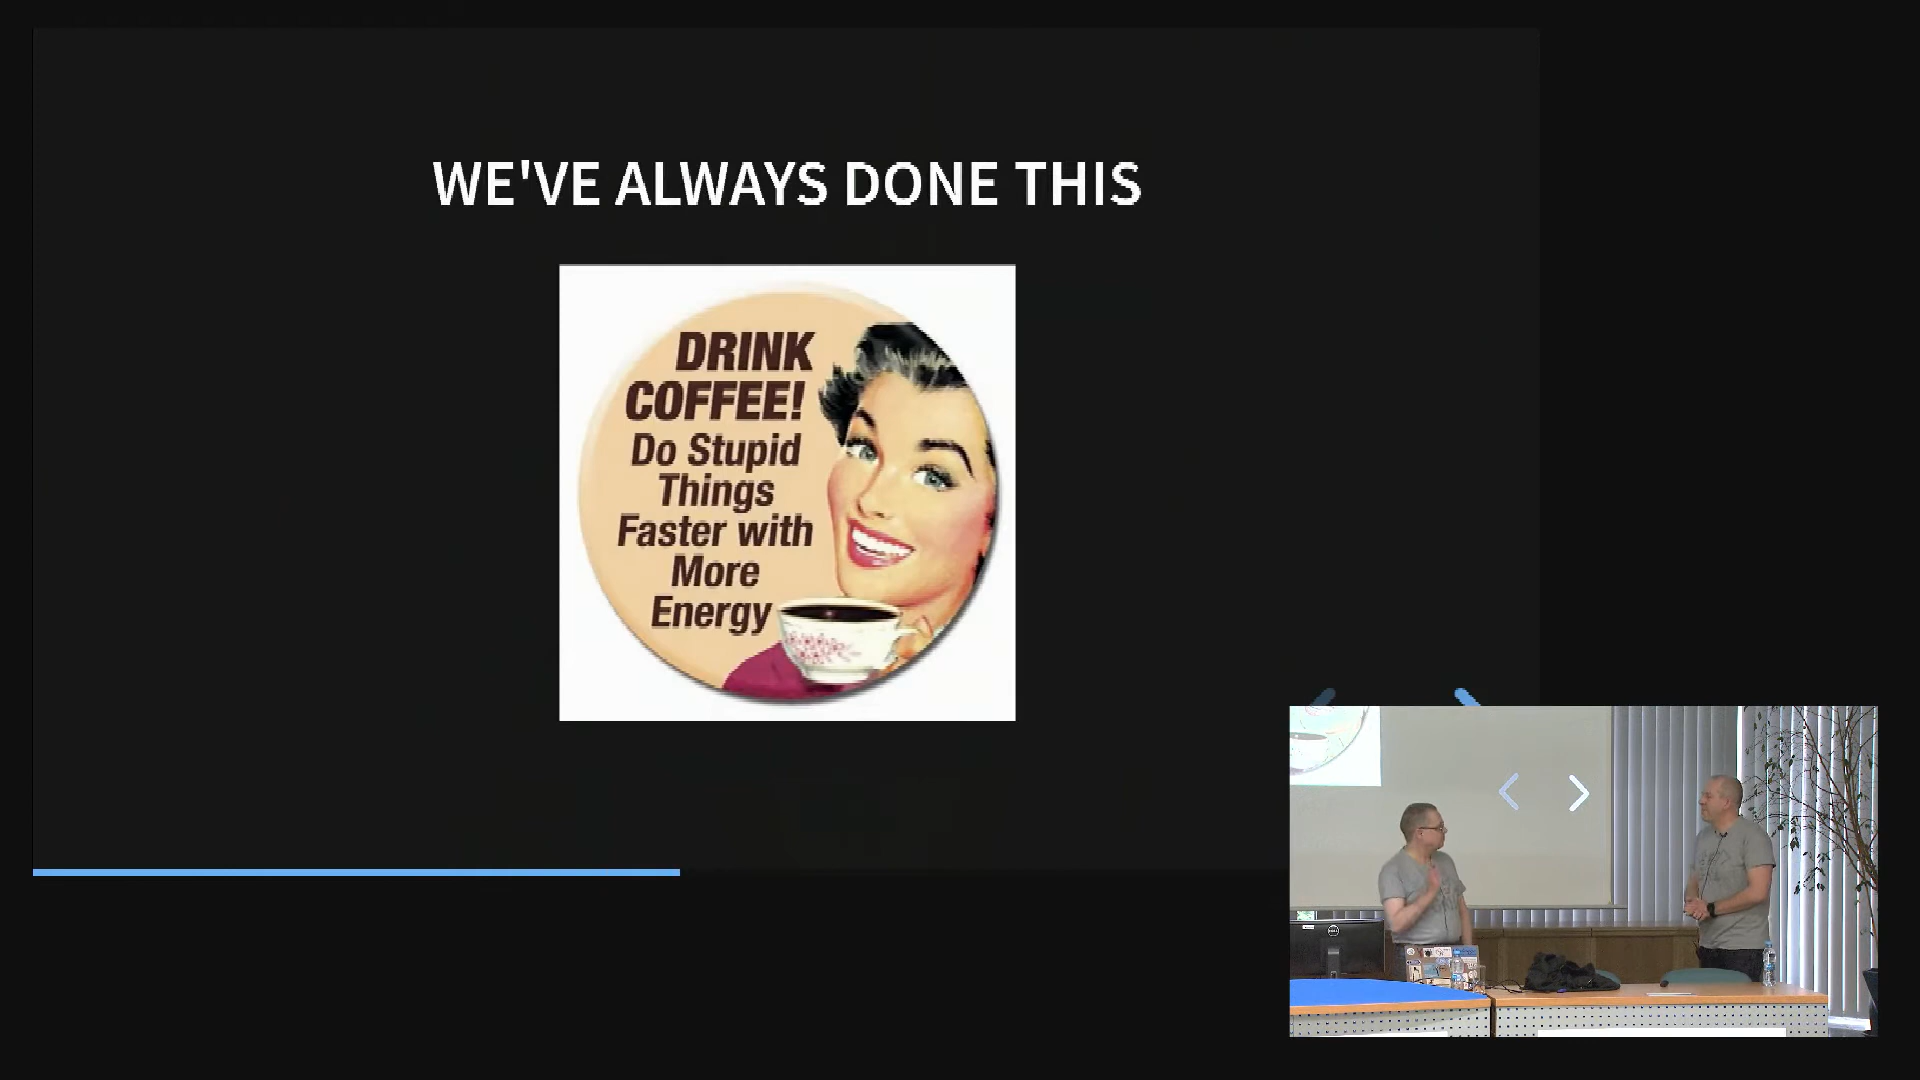 WE'VE ALWAYS DONE THIS
DRINK
COFFEE!
Do Stupid
Things
Faster with
More
Energy